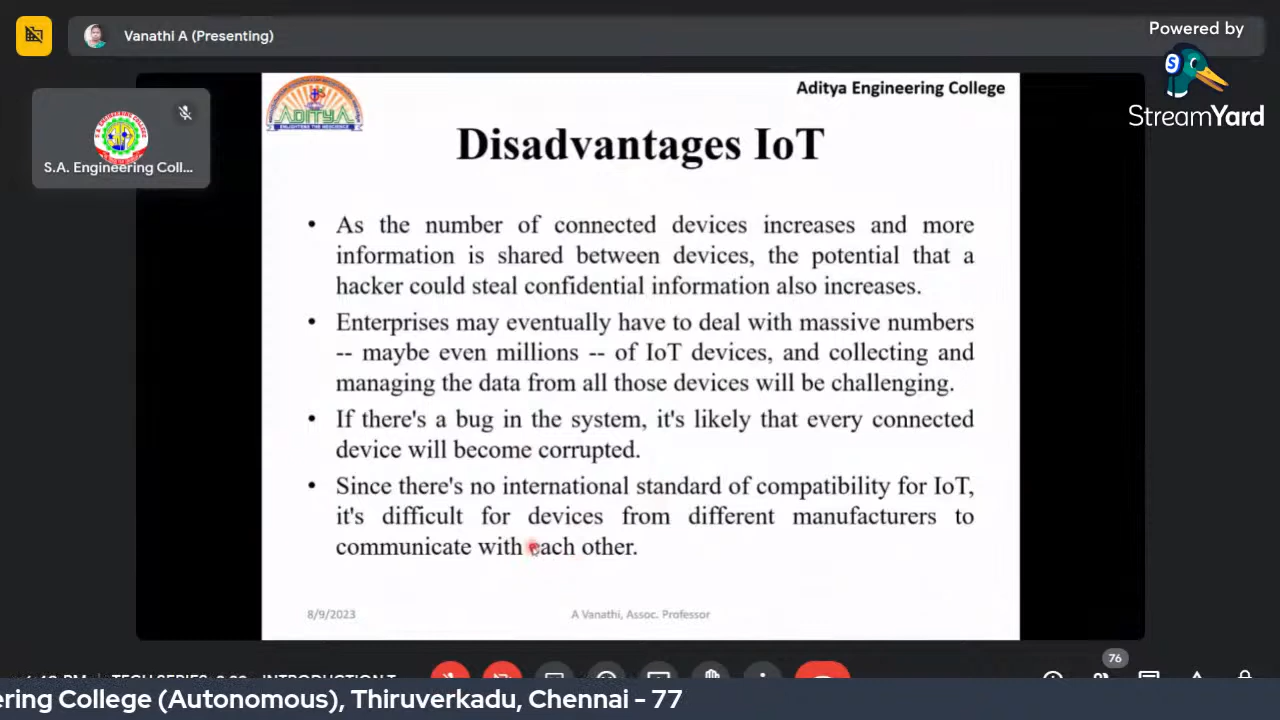 Vanathi A (Presenting)
Powered by
StreamYard
S.A. Engineering Coll...
ADITYA
Aditya Engineering College
Disadvantages IoT
• As the number of connected devices increases and more
information is shared between devices, the potential that a
hacker could steal confidential information also increases.
• Enterprises may eventually have to deal with massive numbers
-- maybe even millions -- of IoT devices, and collecting and
managing the data from all those devices will be challenging.
• If there's a bug in the system, it's likely that every connected
device will become corrupted.
• Since there's no international standard of compatibility for IoT,
it's difficult for devices from different manufacturers to
communicate with each other.
8/9/2023
A Vanathi, Assoc. Professor
76
ering College (Autonomous), Thiruverkadu, Chennai - 77